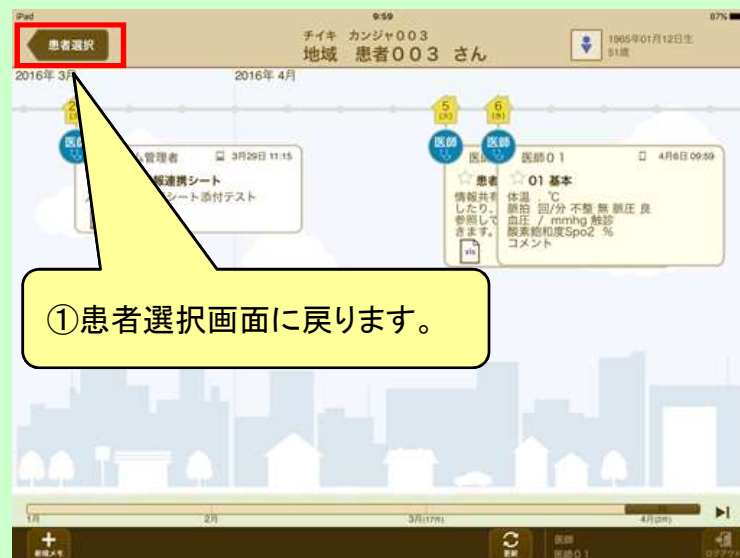 iPad 9:59 87%
患者選択
チイキ カンジャ003
地域 患者003 さん
1965年01月12日生
51歳
2016年 3月 2016年 4月
5
(火)
6
(水)
医師 医師 医師
管理者 3月29日 11:15
報連携シート
シート添付テスト
医師01 4月6日 09:59
☆患者 ☆01 基本
情報共有
したり、
参照して
きます。
xls
体温 . ℃
脈拍 回/分 不整 無 脈圧 良
血圧 / mmhg 触診
酸素飽和度Spo2 %
コメント
①患者選択画面に戻ります。
1月 2月 3月(17件) 4月(2件)
新規メモ
更新
医師
医師01
ログアウト